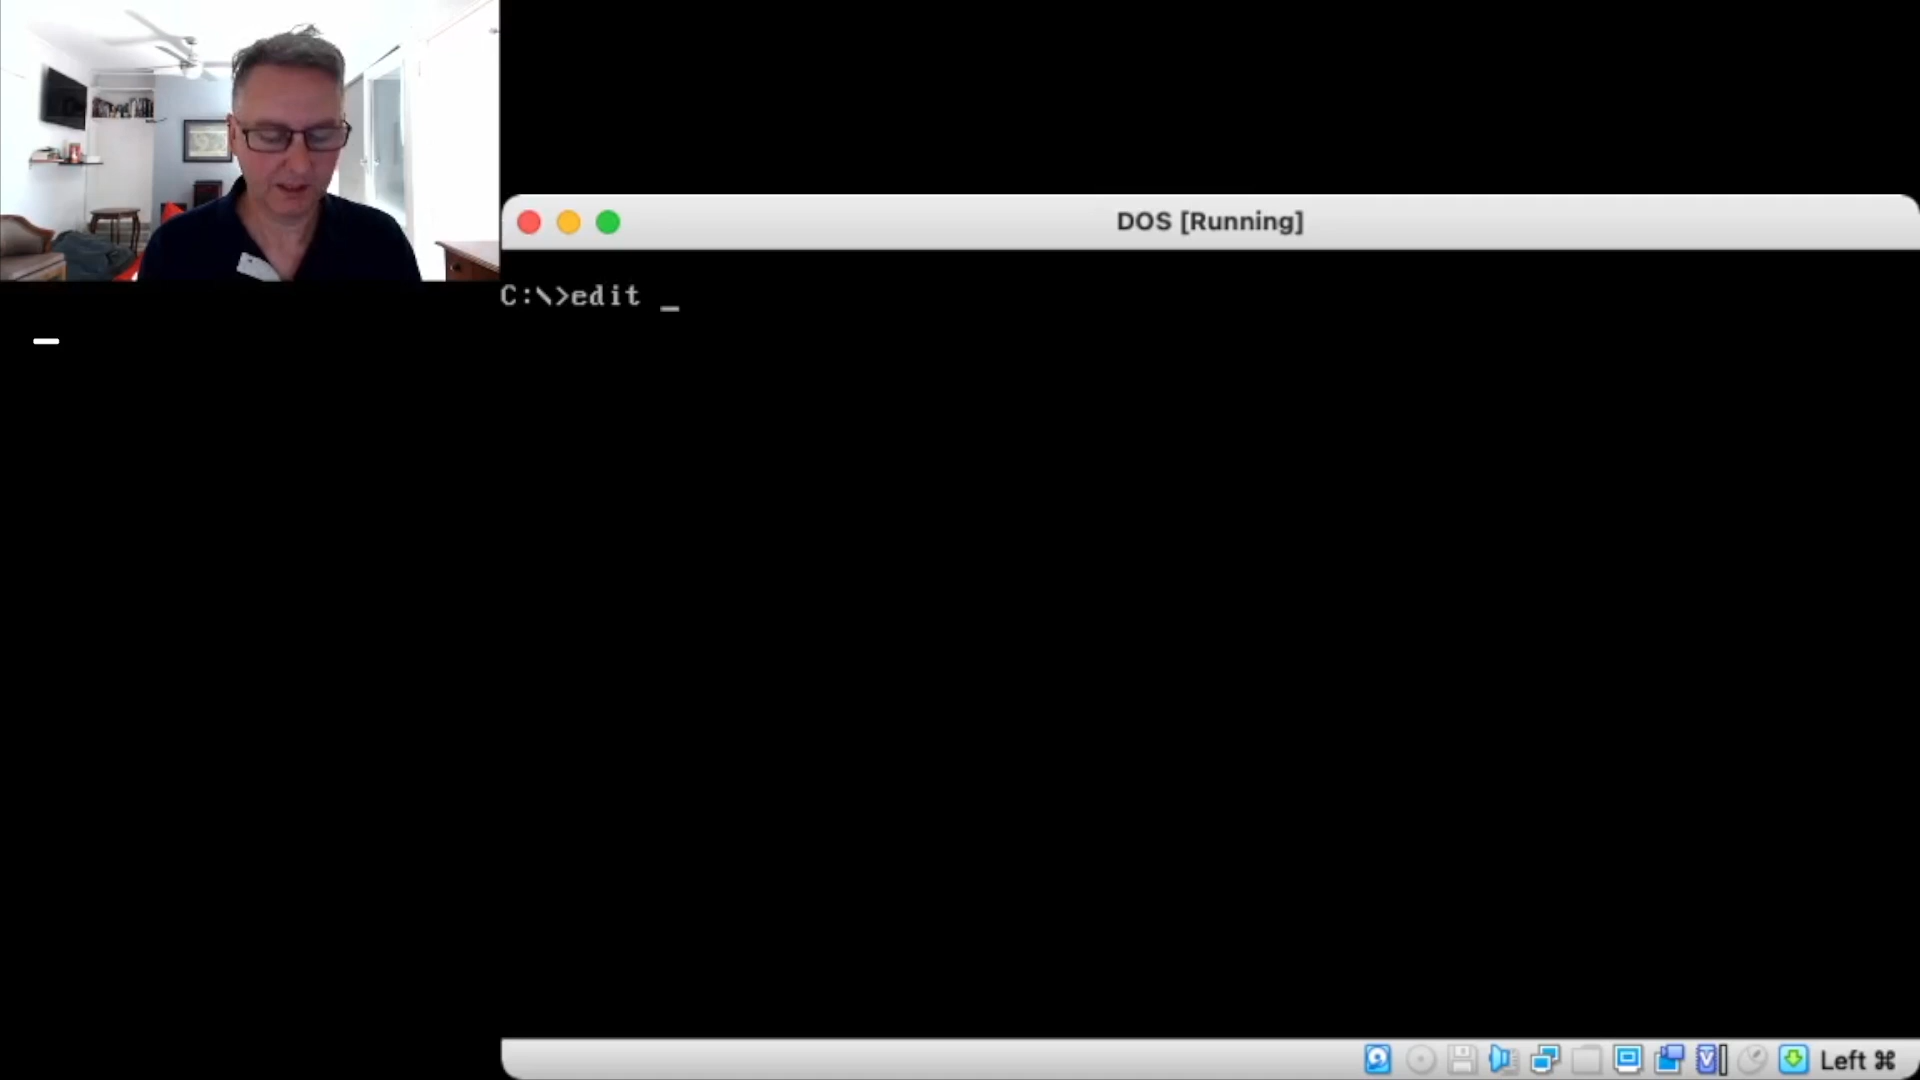 DOS [Running]
C:\>edit _
Left ⌘